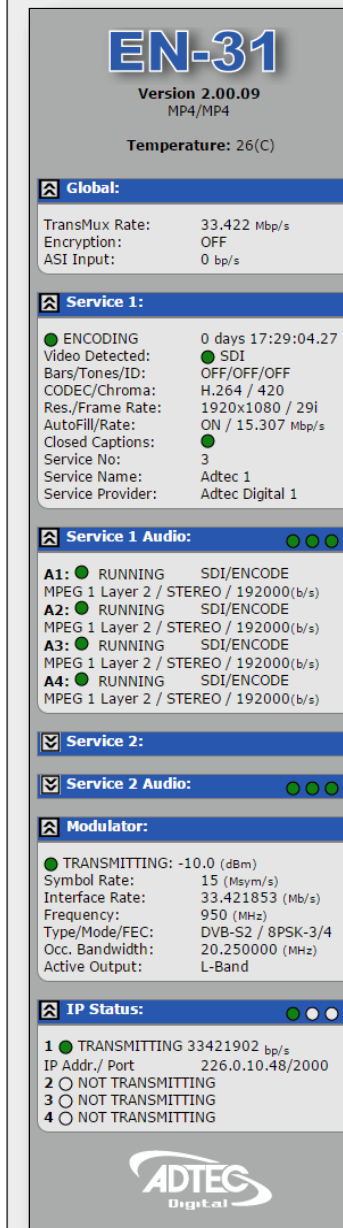 EN-31
Version 2.00.09
MP4/MP4
Temperature: 26(C)
Global:
TransMux Rate: 33.422 Mbp/s
Encryption: OFF
ASI Input: 0 bp/s
Service 1:
ENCODING 0 days 17:29:04.27
Video Detected: SDI
Bars/Tones/ID: OFF/OFF/OFF
CODEC/Chroma: H.264 / 420
Res./Frame Rate: 1920x1080 / 29i
AutoFill/Rate: ON / 15.307 Mbp/s
Closed Captions:
Service No: 3
Service Name: Adtec 1
Service Provider: Adtec Digital 1
Service 1 Audio:
A1: RUNNING SDI/ENCODE
MPEG 1 Layer 2 / STEREO / 192000(b/s)
A2: RUNNING SDI/ENCODE
MPEG 1 Layer 2 / STEREO / 192000(b/s)
A3: RUNNING SDI/ENCODE
MPEG 1 Layer 2 / STEREO / 192000(b/s)
A4: RUNNING SDI/ENCODE
MPEG 1 Layer 2 / STEREO / 192000(b/s)
Service 2:
Service 2 Audio:
Modulator:
TRANSMITTING: -10.0 (dBm)
Symbol Rate: 15 (Msym/s)
Interface Rate: 33.421853 (Mb/s)
Frequency: 950 (MHz)
Type/Mode/FEC: DVB-S2 / 8PSK-3/4
Occ. Bandwidth: 20.250000 (MHz)
Active Output: L-Band
IP Status:
1 TRANSMITTING 33421902 bp/s
IP Addr./ Port 226.0.10.48/2000
2 NOT TRANSMITTING
3 NOT TRANSMITTING
4 NOT TRANSMITTING
ADTEC
Digital